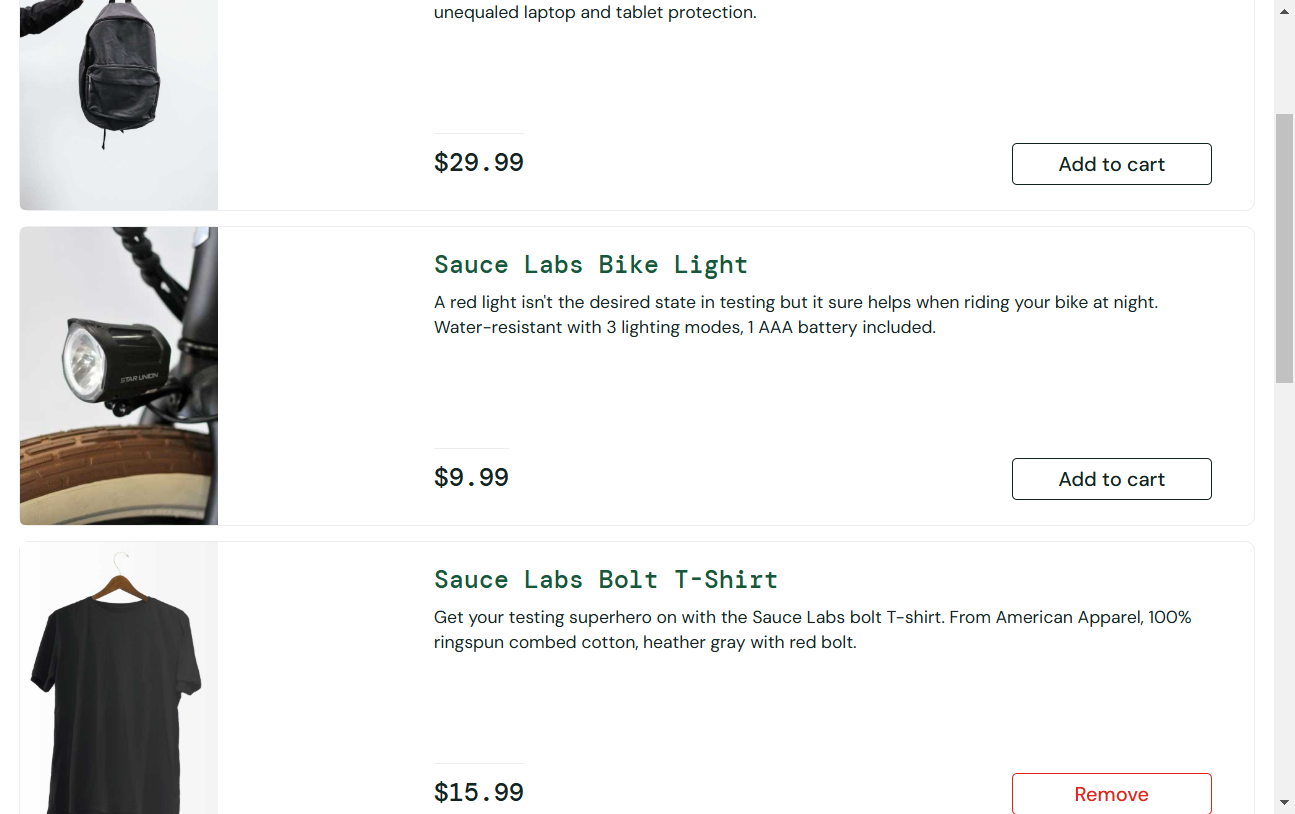 unequaled laptop and tablet protection.
$29.99
Add to cart
Sauce Labs Bike Light
A red light isn't the desired state in testing but it sure helps when riding your bike at night.
Water-resistant with 3 lighting modes, 1 AAA battery included.
STAR UNION
$9.99
Add to cart
Sauce Labs Bolt T-Shirt
Get your testing superhero on with the Sauce Labs bolt T-shirt. From American Apparel, 100%
ringspun combed cotton, heather gray with red bolt.
$15.99
Remove